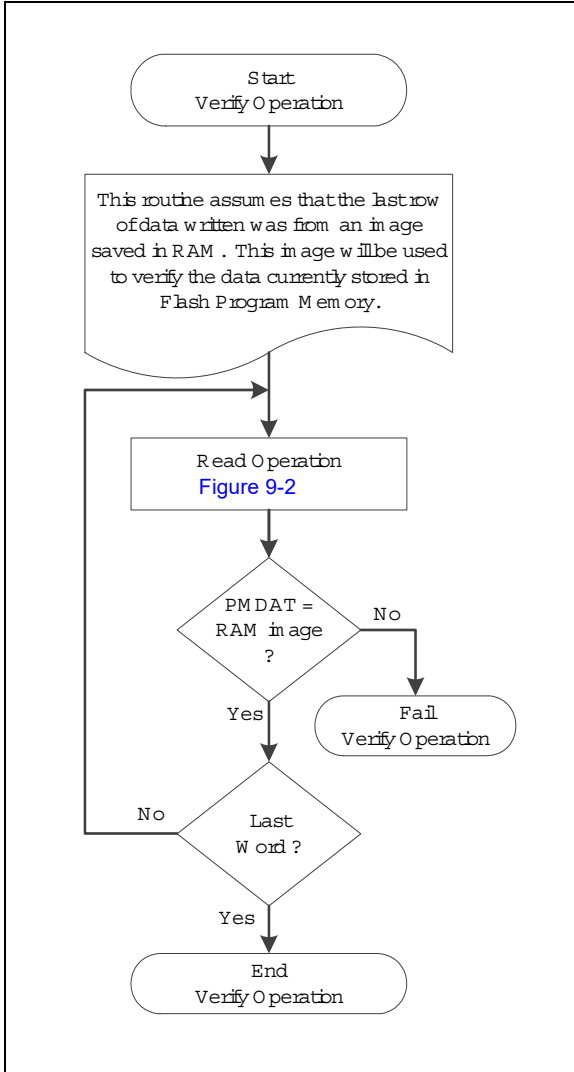 Start
Verify Operation
This routine assumes that the last row
of data written was from an image
saved in RAM. This image will be used
to verify the data currently stored in
Flash Program Memory.
Read Operation
Figure 9-2
PMDAT =
RAM image
?
No
Yes
Fail
Verify Operation
No
Last
Word ?
Yes
End
Verify Operation